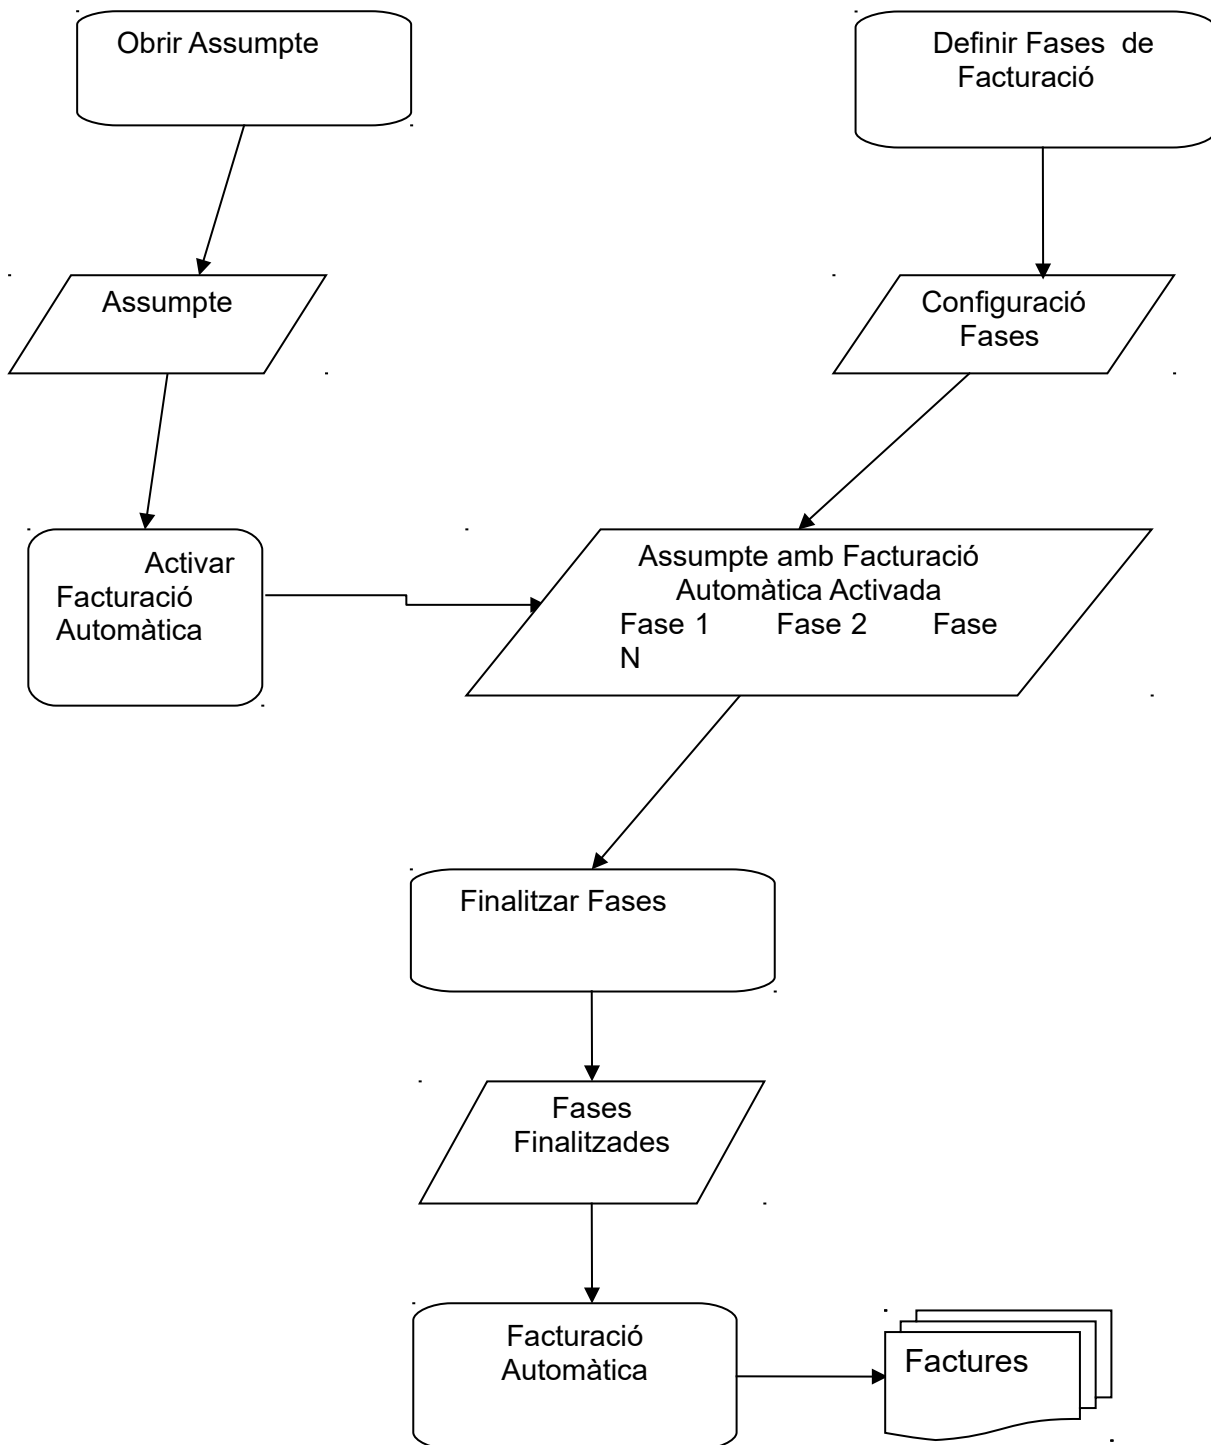 Obrir Assumpte
Definir Fases de
Facturació
Assumpte
Configuració
Fases
Activar
Facturació
Automàtica
Assumpte amb Facturació
Automàtica Activada
Fase 1 Fase 2 Fase
N
Finalitzar Fases
Fases
Finalitzades
Facturació
Automàtica
Factures